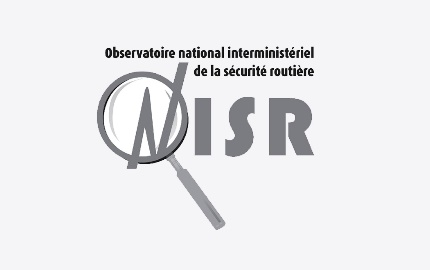 Observatoire national interministériel
de la sécurité routière
ONISR